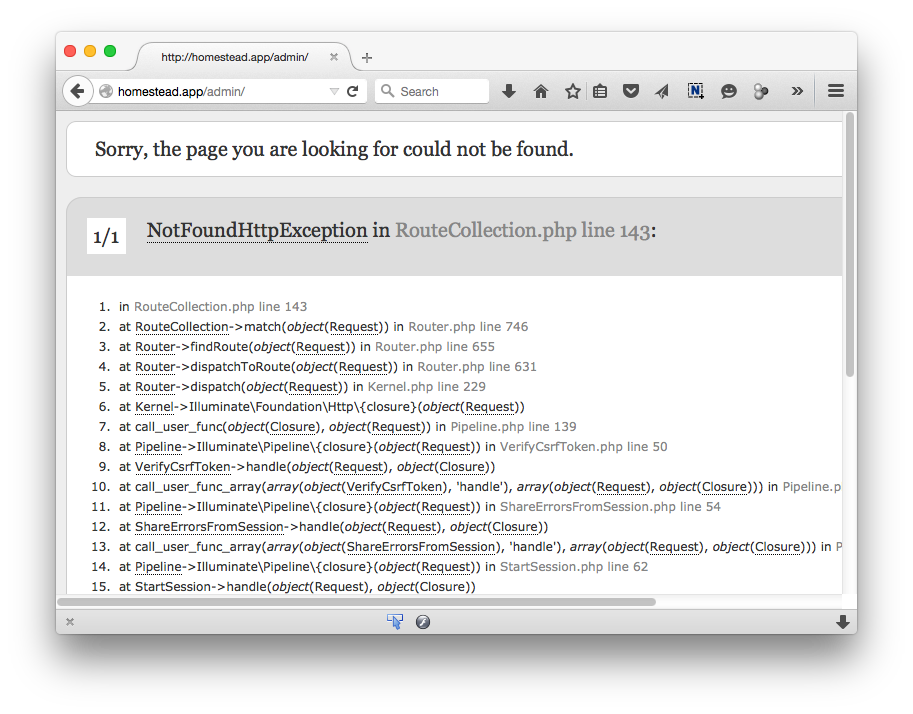 http://homestead.app/admin/
homestead.app/admin/
Search
N
Sorry, the page you are looking for could not be found.
1/1
NotFoundHttpException in RouteCollection.php line 143:
1. in RouteCollection.php line 143
2. at RouteCollection->match(object(Request)) in Router.php line 746
3. at Router->findRoute(object(Request)) in Router.php line 655
4. at Router->dispatchToRoute(object(Request)) in Router.php line 631
5. at Router->dispatch(object(Request)) in Kernel.php line 229
6. at Kernel->Illuminate\Foundation\Http\{closure}(object(Request))
7. at call_user_func(object(Closure), object(Request)) in Pipeline.php line 139
8. at Pipeline->Illuminate\Pipeline\{closure}(object(Request)) in VerifyCsrfToken.php line 50
9. at VerifyCsrfToken->handle(object(Request), object(Closure))
10. at call_user_func_array(array(object(VerifyCsrfToken), 'handle'), array(object(Request), object(Closure))) in Pipeline.p
11. at Pipeline->Illuminate\Pipeline\{closure}(object(Request)) in ShareErrorsFromSession.php line 54
12. at ShareErrorsFromSession->handle(object(Request), object(Closure))
13. at call_user_func_array(array(object(ShareErrorsFromSession), 'handle'), array(object(Request), object(Closure))) in P
14. at Pipeline->Illuminate\Pipeline\{closure}(object(Request)) in StartSession.php line 62
15. at StartSession->handle(object(Request), object(Closure))